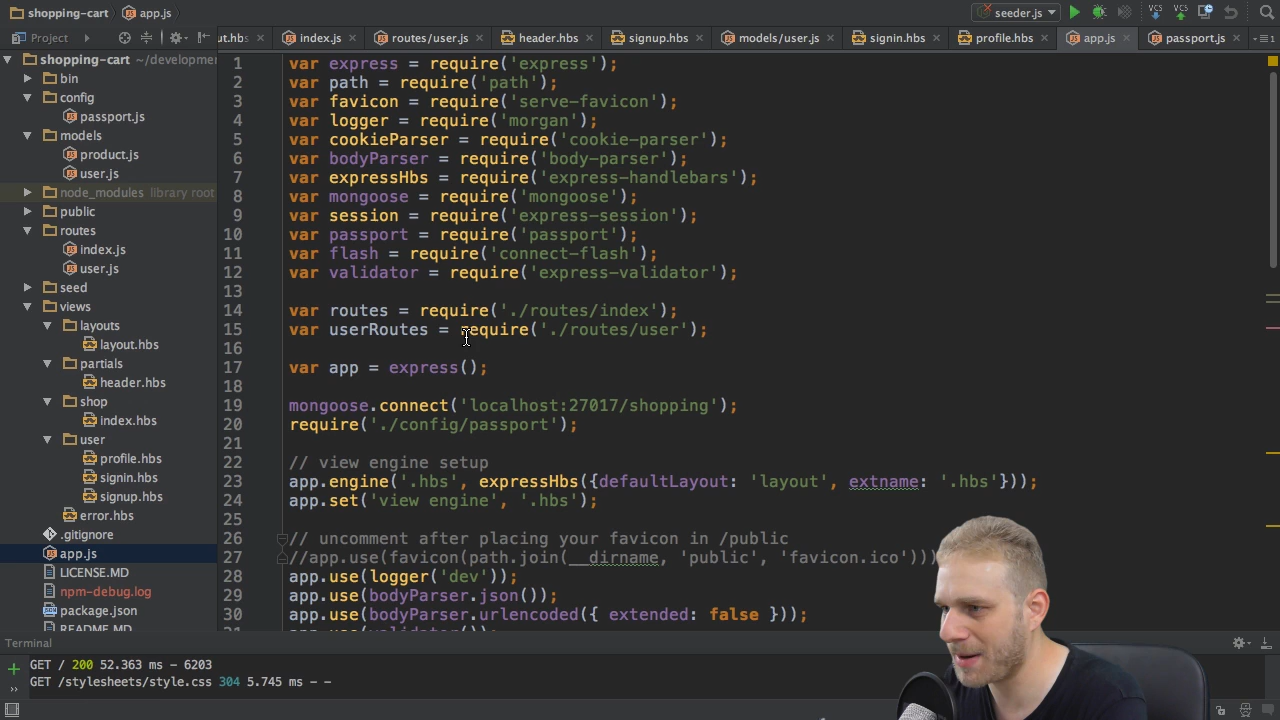 shopping-cart app.js seeder.js
Project ut.hbs index.js routes/user.js header.hbs signup.hbs models/user.js signin.hbs profile.hbs app.js passport.js
shopping-cart ~/developmer
bin
config
passport.js
models
product.js
user.js
node_modules library root
public
routes
index.js
user.js
seed
views
layouts
layout.hbs
partials
header.hbs
shop
index.hbs
user
profile.hbs
signin.hbs
signup.hbs
error.hbs
.gitignore
app.js
LICENSE.MD
npm-debug.log
package.json
README.MD
1 var express = require('express');
2 var path = require('path');
3 var favicon = require('serve-favicon');
4 var logger = require('morgan');
5 var cookieParser = require('cookie-parser');
6 var bodyParser = require('body-parser');
7 var expressHbs = require('express-handlebars');
8 var mongoose = require('mongoose');
9 var session = require('express-session');
10 var passport = require('passport');
11 var flash = require('connect-flash');
12 var validator = require('express-validator');
13
14 var routes = require('./routes/index');
15 var userRoutes = require('./routes/user');
16
17 var app = express();
18
19 mongoose.connect('localhost:27017/shopping');
20 require('./config/passport');
21
22 // view engine setup
23 app.engine('.hbs', expressHbs({defaultLayout: 'layout', extname: '.hbs'}));
24 app.set('view engine', '.hbs');
25
26 // uncomment after placing your favicon in /public
27 //app.use(favicon(path.join(__dirname, 'public', 'favicon.ico')))
28 app.use(logger('dev'));
29 app.use(bodyParser.json());
30 app.use(bodyParser.urlencoded({ extended: false }));
31 app.use(validator());
Terminal
GET / 200 52.363 ms - 6203
GET /stylesheets/style.css 304 5.745 ms - -